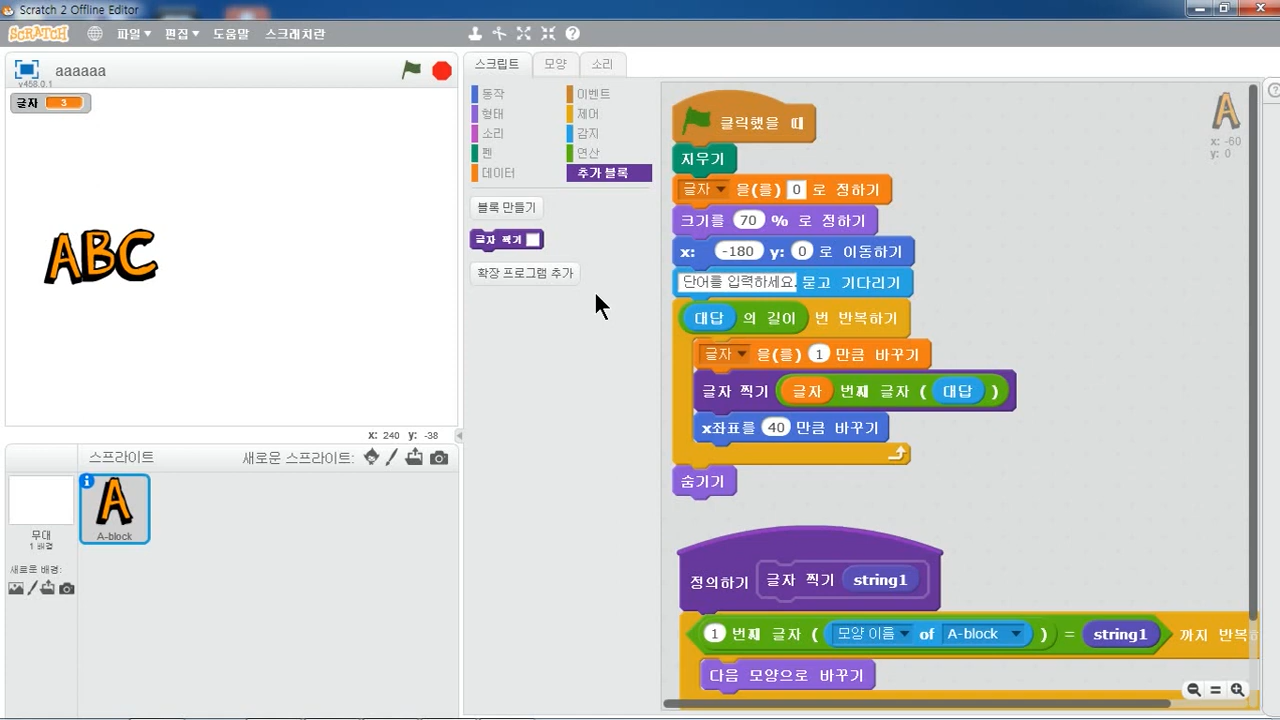 Scratch 2 Offline Editor
SCRATCH 파일 편집 도움말 스크래치란
aaaaaa
v458.0.1
글자 3
ABC
x: 240 y: -38
스프라이트 새로운 스프라이트:
무대
1 배경
A-block
새로운 배경:
스크립트 모양 소리
동작 이벤트
형태 제어
소리 감지
펜 연산
데이터 추가 블록
블록 만들기
글자 찍기
확장 프로그램 추가
클릭했을 때
지우기
글자 을(를) 0 로 정하기
크기를 70 % 로 정하기
x: -180 y: 0 로 이동하기
단어를 입력하세요. 묻고 기다리기
대답 의 길이 번 반복하기
글자 을(를) 1 만큼 바꾸기
글자 찍기 글자 번째 글자 ( 대답 )
x좌표를 40 만큼 바꾸기
숨기기
정의하기 글자 찍기 string1
1 번째 글자 ( 모양 이름 of A-block ) = string1 까지 반복
다음 모양으로 바꾸기
x: -60
y: 0